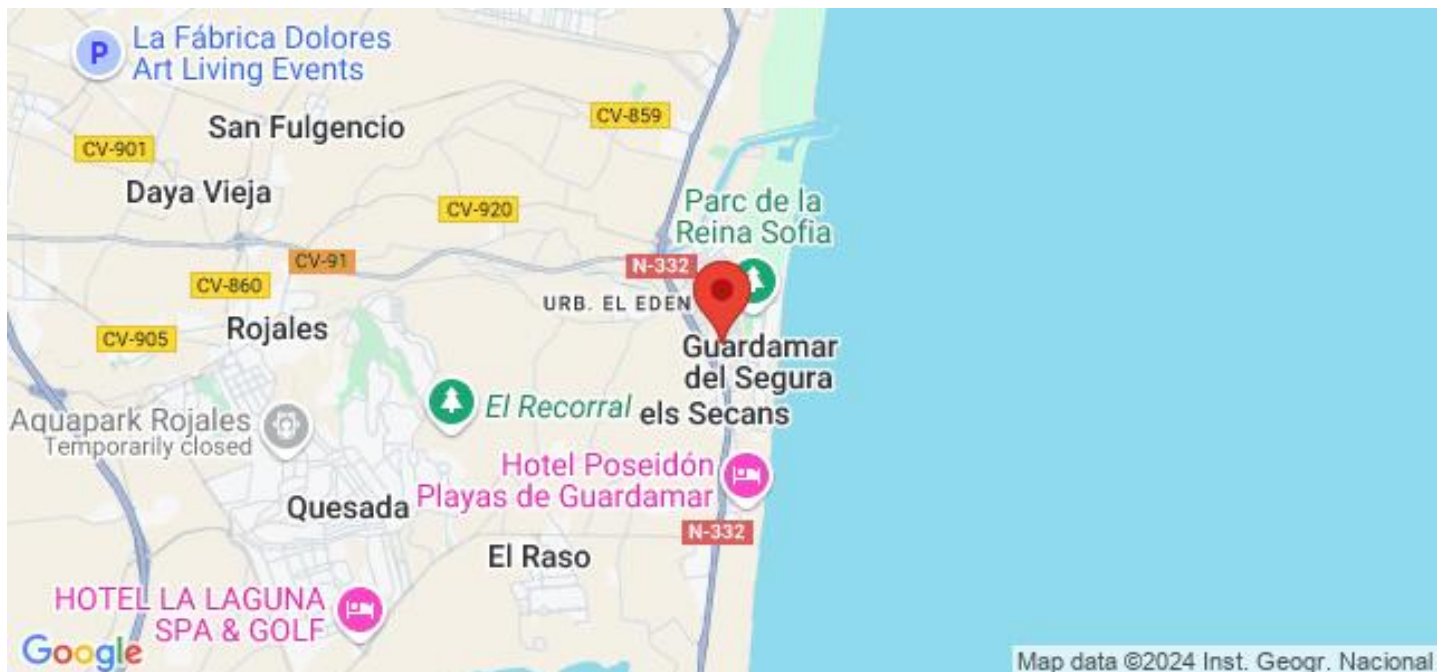 La Fábrica Dolores
Art Living Events
P
San Fulgencio
CV-859
CV-901
Daya Vieja
CV-920
Parc de la
Reina Sofia
CV-91
N-332
CV-860
URB. EL EDEN
Rojales
CV-905
Guardamar
del Segura
El Recorral
els Secans
Aquapark Rojales
Temporarily closed
Hotel Poseidón
Playas de Guardamar
Quesada
N-332
El Raso
HOTEL LA LAGUNA
SPA & GOLF
Google
Map data ©2024 Inst. Geogr. Nacional